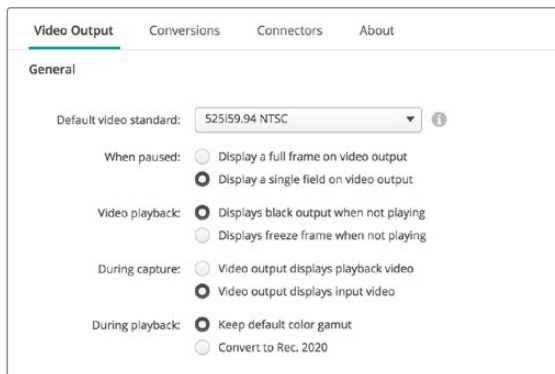 Video Output Conversions Connectors About
General
Default video standard: 525i59.94 NTSC
When paused: Display a full frame on video output
Display a single field on video output
Video playback: Displays black output when not playing
Displays freeze frame when not playing
During capture: Video output displays playback video
Video output displays input video
During playback: Keep default color gamut
Convert to Rec. 2020